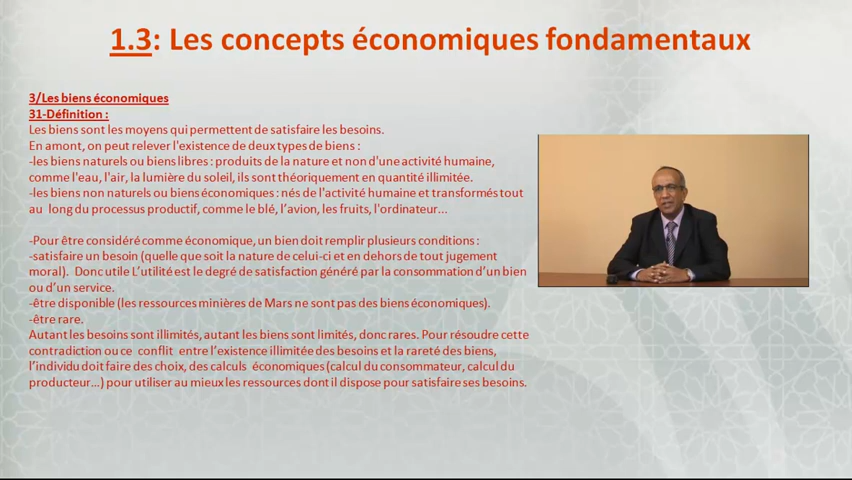 1.3: Les concepts économiques fondamentaux
3/Les biens économiques
31-Définition :
Les biens sont les moyens qui permettent de satisfaire les besoins.
En amont, on peut relever l'existence de deux types de biens :
-les biens naturels ou biens libres : produits de la nature et non d'une activité humaine,
comme l'eau, l'air, la lumière du soleil, ils sont théoriquement en quantité illimitée.
-les biens non naturels ou biens économiques : nés de l'activité humaine et transformés tout
au long du processus productif, comme le blé, l’avion, les fruits, l'ordinateur...
-Pour être considéré comme économique, un bien doit remplir plusieurs conditions :
-satisfaire un besoin (quelle que soit la nature de celui-ci et en dehors de tout jugement
moral). Donc utile L’utilité est le degré de satisfaction généré par la consommation d’un bien
ou d’un service.
-être disponible (les ressources minières de Mars ne sont pas des biens économiques).
-être rare.
Autant les besoins sont illimités, autant les biens sont limités, donc rares. Pour résoudre cette
contradiction ou ce conflit entre l’existence illimitée des besoins et la rareté des biens,
l’individu doit faire des choix, des calculs économiques (calcul du consommateur, calcul du
producteur...) pour utiliser au mieux les ressources dont il dispose pour satisfaire ses besoins.